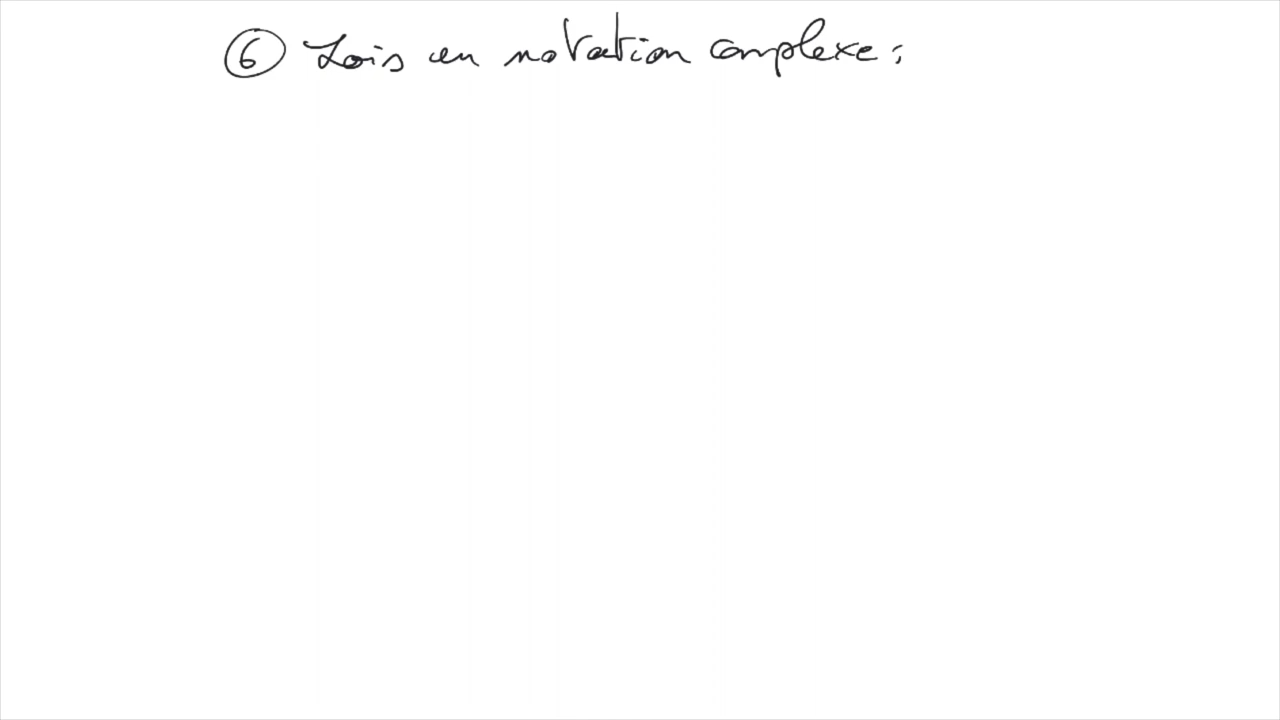 ⑥ Lois en notation complexe :